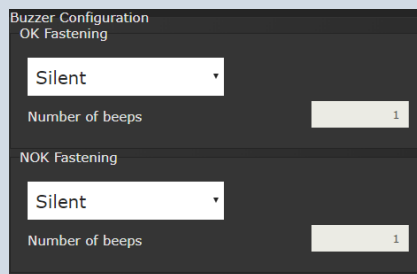 Buzzer Configuration
OK Fastening
Silent
Number of beeps 1
NOK Fastening
Silent
Number of beeps 1